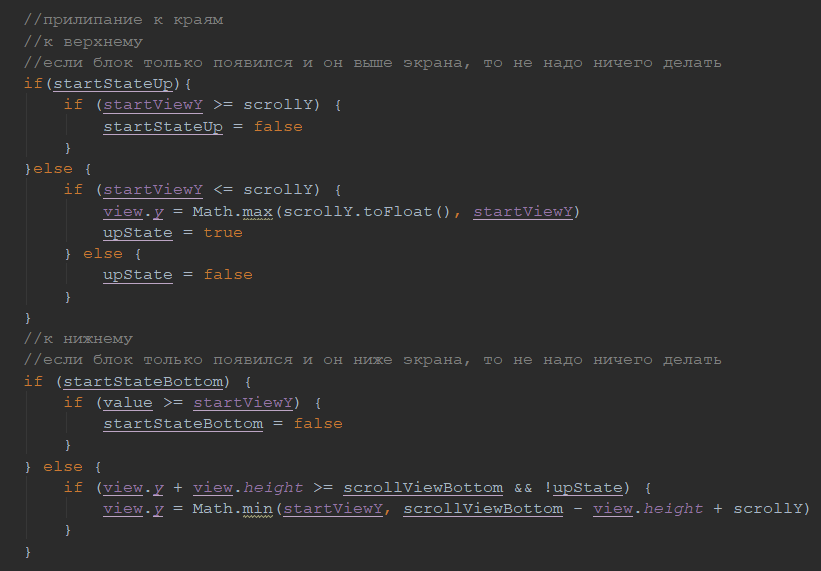 //прилипание к краям
//к верхнему
//если блок только появился и он выше экрана, то не надо ничего делать
if(startStateUp){
    if (startViewY >= scrollY) {
        startStateUp = false
    }
}else {
    if (startViewY <= scrollY) {
        view.y = Math.max(scrollY.toFloat(), startViewY)
        upState = true
    } else {
        upState = false
    }
}
//к нижнему
//если блок только появился и он ниже экрана, то не надо ничего делать
if (startStateBottom) {
    if (value >= startViewY) {
        startStateBottom = false
    }
} else {
    if (view.y + view.height >= scrollViewBottom && !upState) {
        view.y = Math.min(startViewY, scrollViewBottom - view.height + scrollY)
    }
}